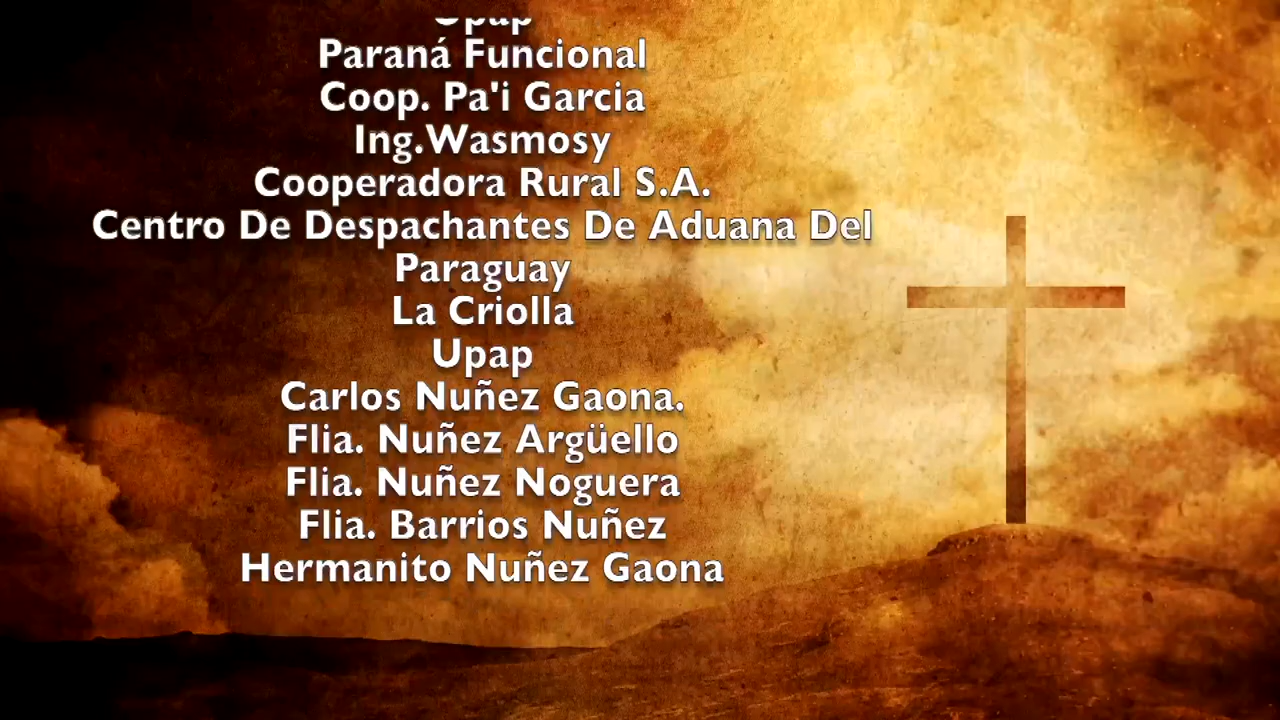 Upap
Paraná Funcional
Coop. Pa'i Garcia
Ing.Wasmosy
Cooperadora Rural S.A.
Centro De Despachantes De Aduana Del
Paraguay
La Criolla
Upap
Carlos Nuñez Gaona.
Flia. Nuñez Argüello
Flia. Nuñez Noguera
Flia. Barrios Nuñez
Hermanito Nuñez Gaona